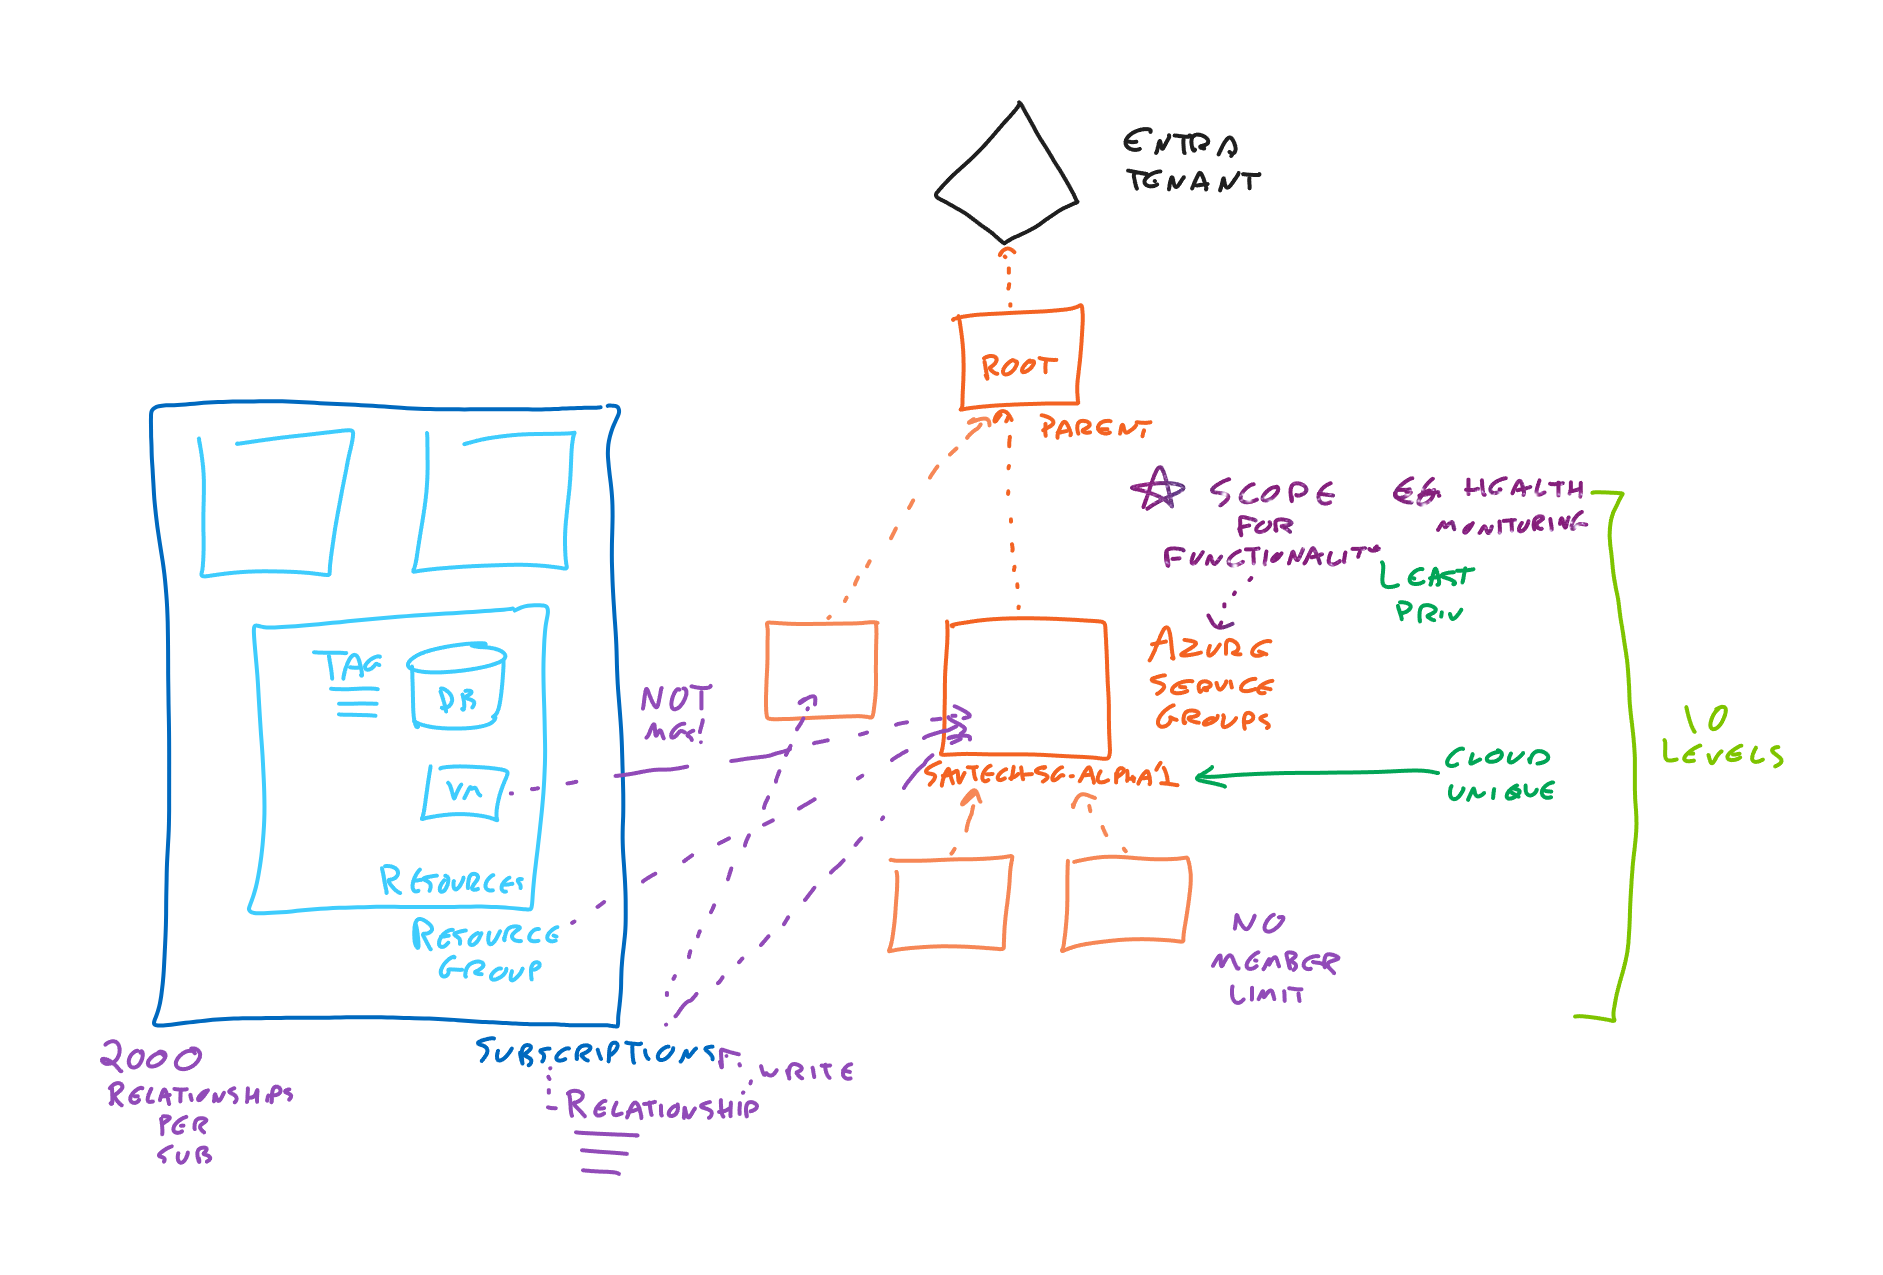 ENTRA
TENANT
ROOT
PARENT
SCOPE
FOR
FUNCTIONALITY
EG HEALTH
MONITORING
LEAST
PRIV
AZURE
SERVICE
GROUPS
10
LEVELS
TAG
DB
VM
RESOURCES
RESOURCE
GROUP
NOT
MG!
SAVTECH-SG-ALPHA1
CLOUD
UNIQUE
NO
MEMBER
LIMIT
SUBSCRIPTIONS
WRITE
RELATIONSHIP
2000
RELATIONSHIPS
PER
SUB